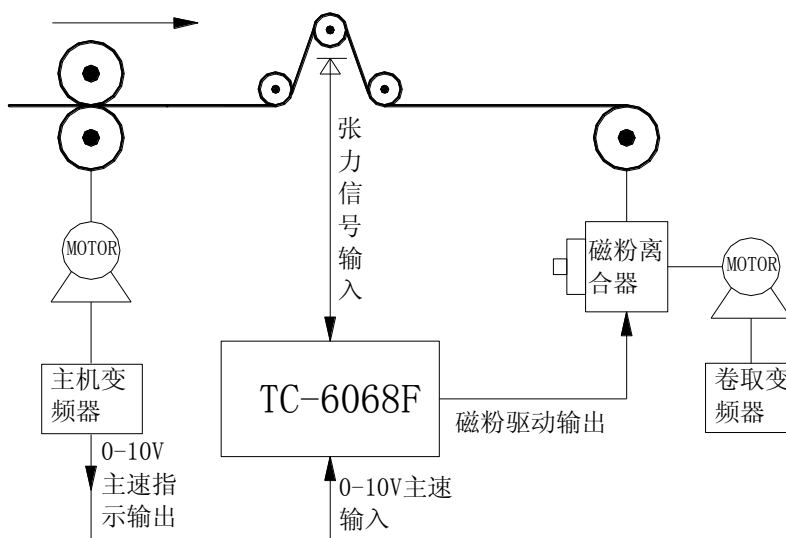 张
力
信
号
输
入
MOTOR
磁粉离
合器
MOTOR
主机变
频器
TC-6068F
卷取变
频器
磁粉驱动输出
0-10V
主速指
示输出
0-10V主速
输入